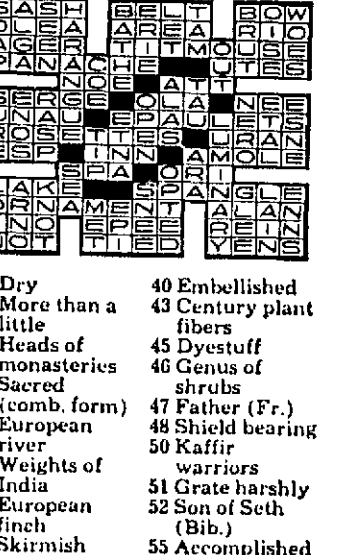 SASH BELT BOW
OLEA AREA RIO
AGER TITMOUSE
PANACHE UTES
NOE ATT
SERGE OLA NEE
UNAU EPAULETS
ROSETTES URAN
ESP INN AMOLE
SPA ORI
LAKE SPANGLE
ORNAMENT ALAN
INO EPEE REIN
NOT TIED YENS
Dry
More than a
little
Heads of
monasteries
Sacred
(comb. form)
European
river
Weights of
India
European
finch
Skirmish
40 Embellished
43 Century plant
fibers
45 Dyestuff
46 Genus of
shrubs
47 Father (Fr.)
48 Shield bearing
50 Kaffir
warriors
51 Grate harshly
52 Son of Seth
(Bib.)
55 Accomplished